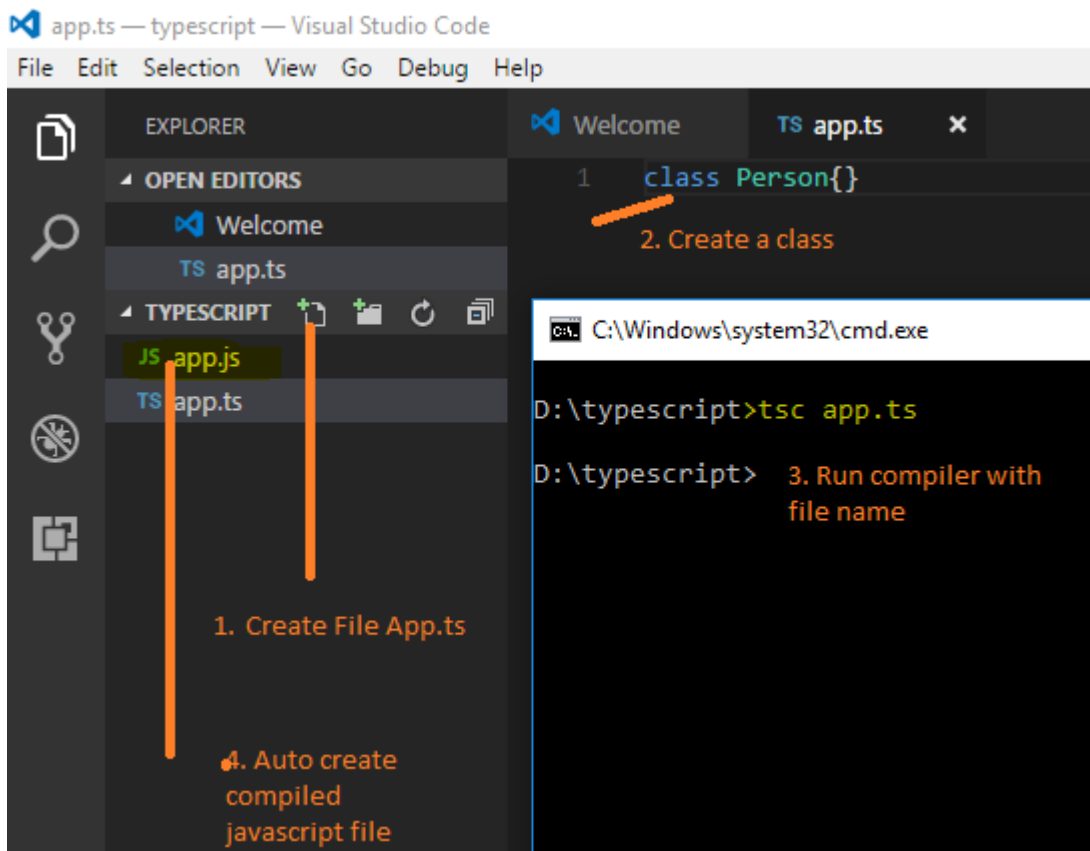 app.ts — typescript — Visual Studio Code
File Edit Selection View Go Debug Help
EXPLORER
OPEN EDITORS
Welcome
TS app.ts
TYPESCRIPT
JS app.js
TS app.ts
1. Create File App.ts
4. Auto create
compiled
javascript file
Welcome
TS app.ts ×
1 class Person{}
2. Create a class
C:\Windows\system32\cmd.exe
D:\typescript>tsc app.ts
D:\typescript>
3. Run compiler with
file name